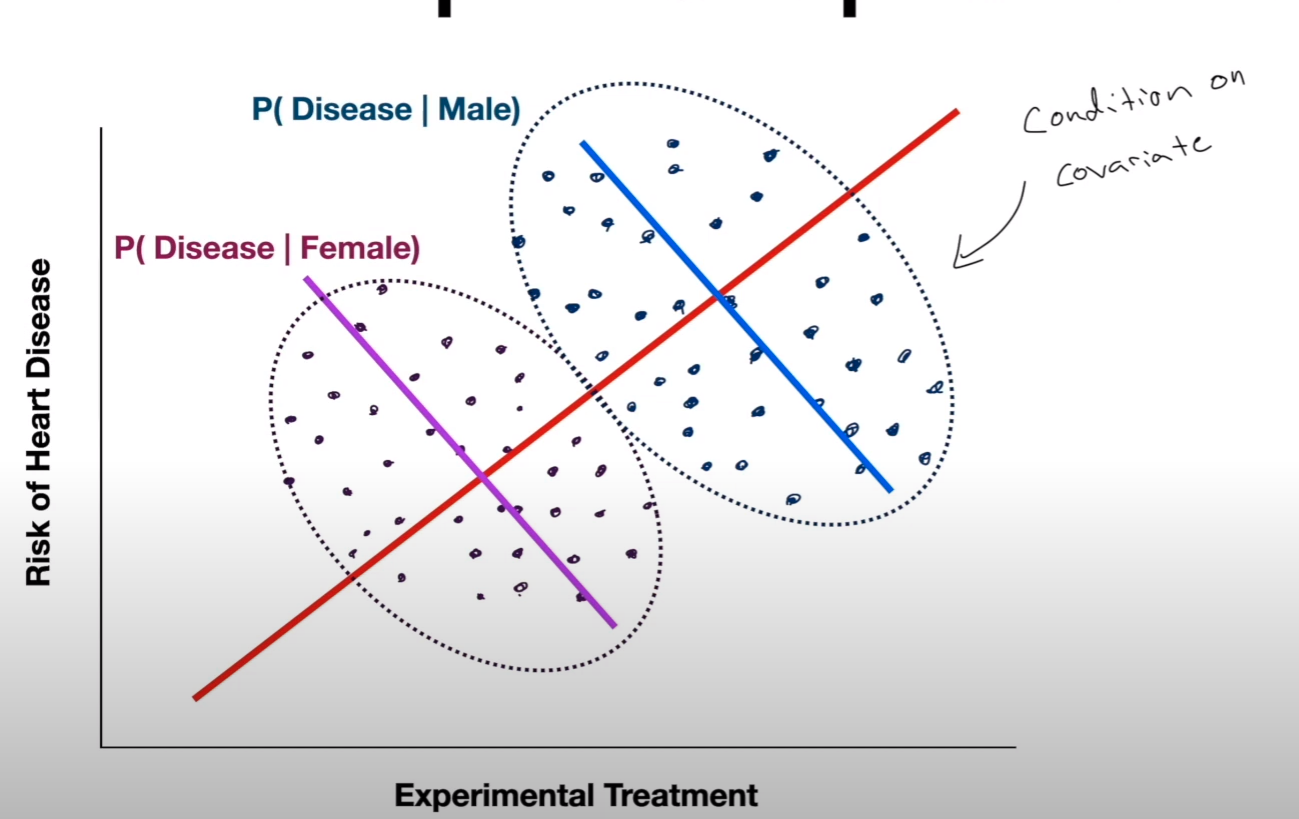 P( Disease | Male)
Condition on
covariate
P( Disease | Female)
Risk of Heart Disease
Experimental Treatment